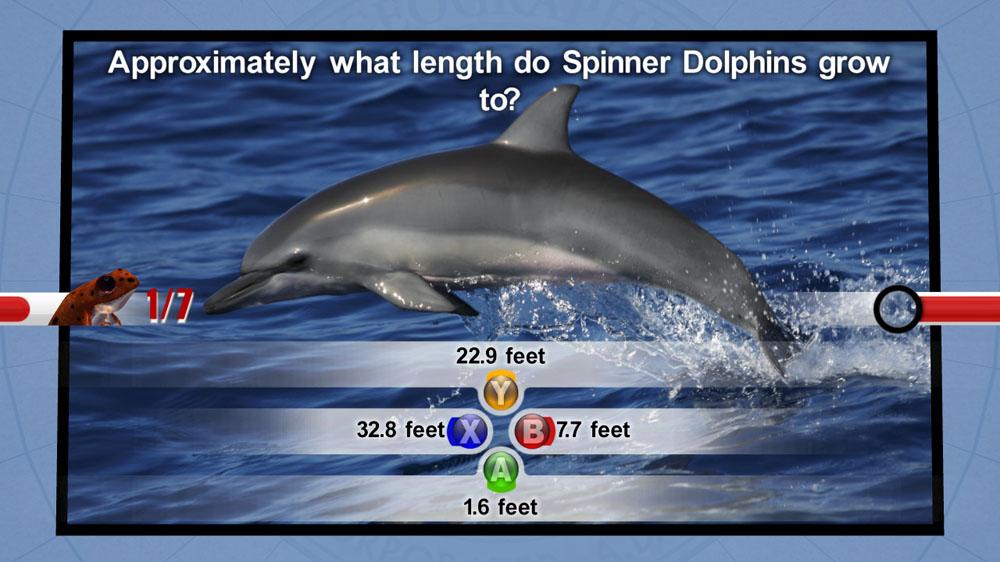 Approximately what length do Spinner Dolphins grow
to?
1/7
22.9 feet
Y
32.8 feet X B 7.7 feet
A
1.6 feet